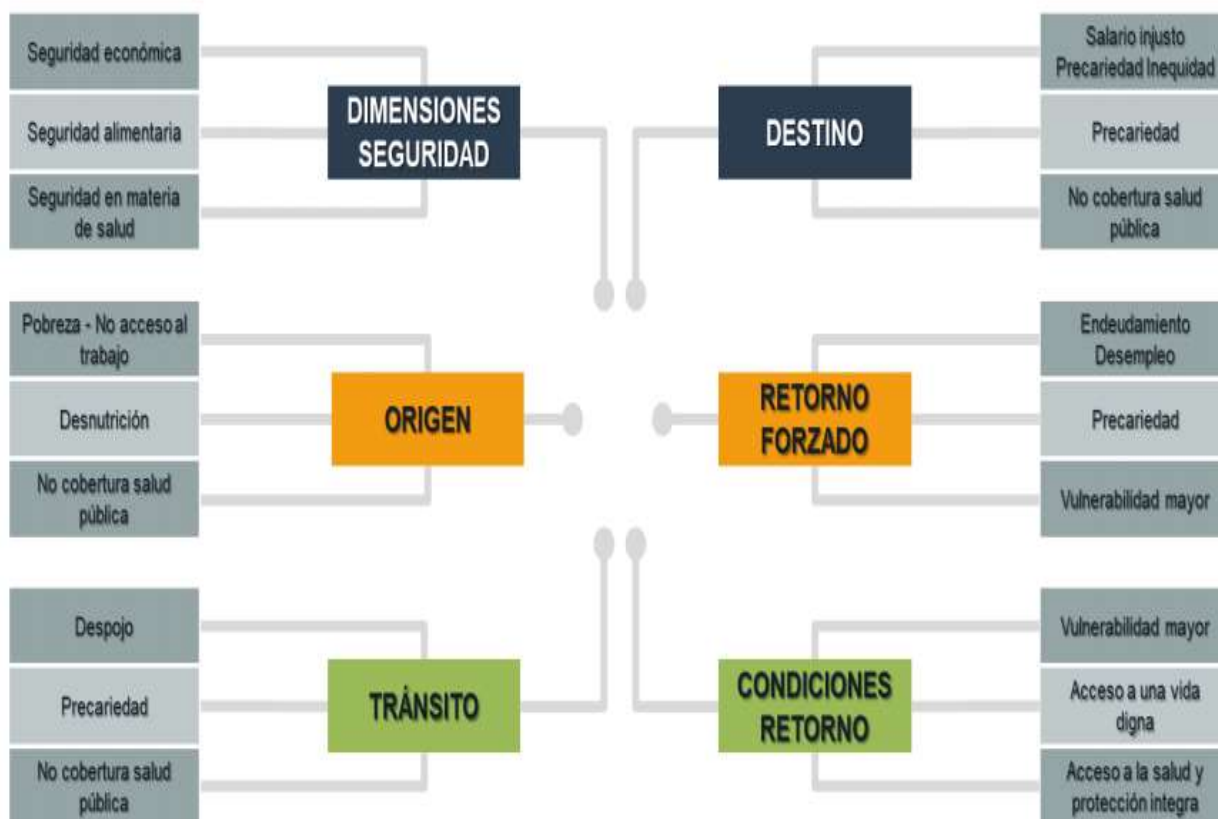 Seguridad económica
Seguridad alimentaria
Seguridad en materia
de salud
DIMENSIONES
SEGURIDAD
Pobreza - No acceso al
trabajo
Desnutrición
No cobertura salud
pública
ORIGEN
Despojo
Precariedad
No cobertura salud
pública
TRÁNSITO
DESTINO
Salario injusto
Precariedad Inequidad
Precariedad
No cobertura salud
pública
RETORNO
FORZADO
Endeudamiento
Desempleo
Precariedad
Vulnerabilidad mayor
CONDICIONES
RETORNO
Vulnerabilidad mayor
Acceso a una vida
digna
Acceso a la salud y
protección integra